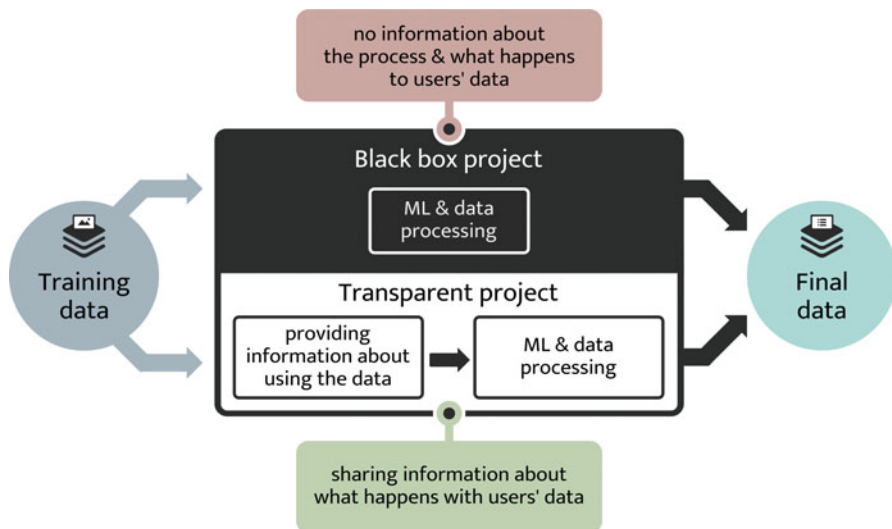 no information about
the process & what happens
to users' data
Black box project
ML & data
processing
Training
data
Final
data
Transparent project
providing
information about
using the data
ML & data
processing
sharing information about
what happens with users' data